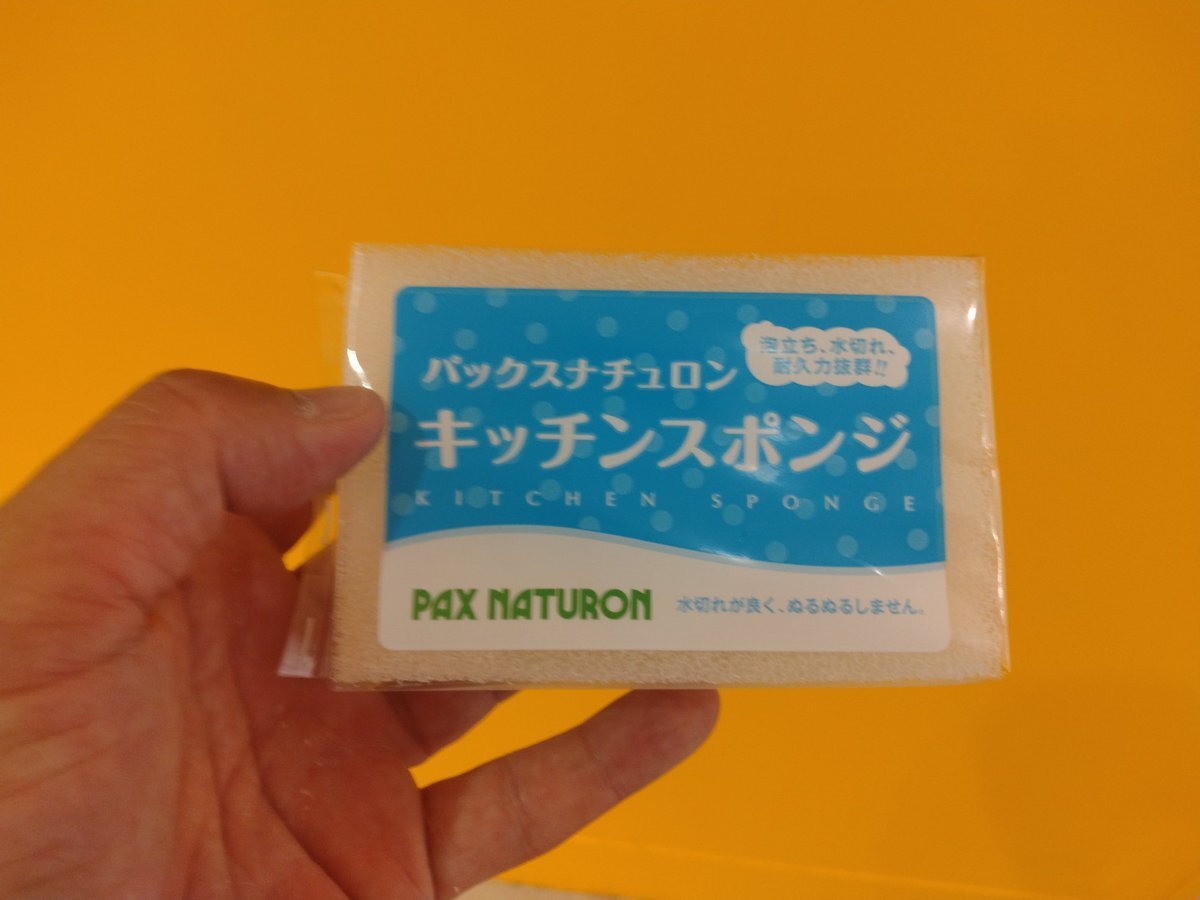 泡立ち、水切れ、
耐久力抜群!!
パックスナチュロン
キッチンスポンジ
KITCHEN SPONGE
PAX NATURON
水切れが良く、ぬるぬるしません。